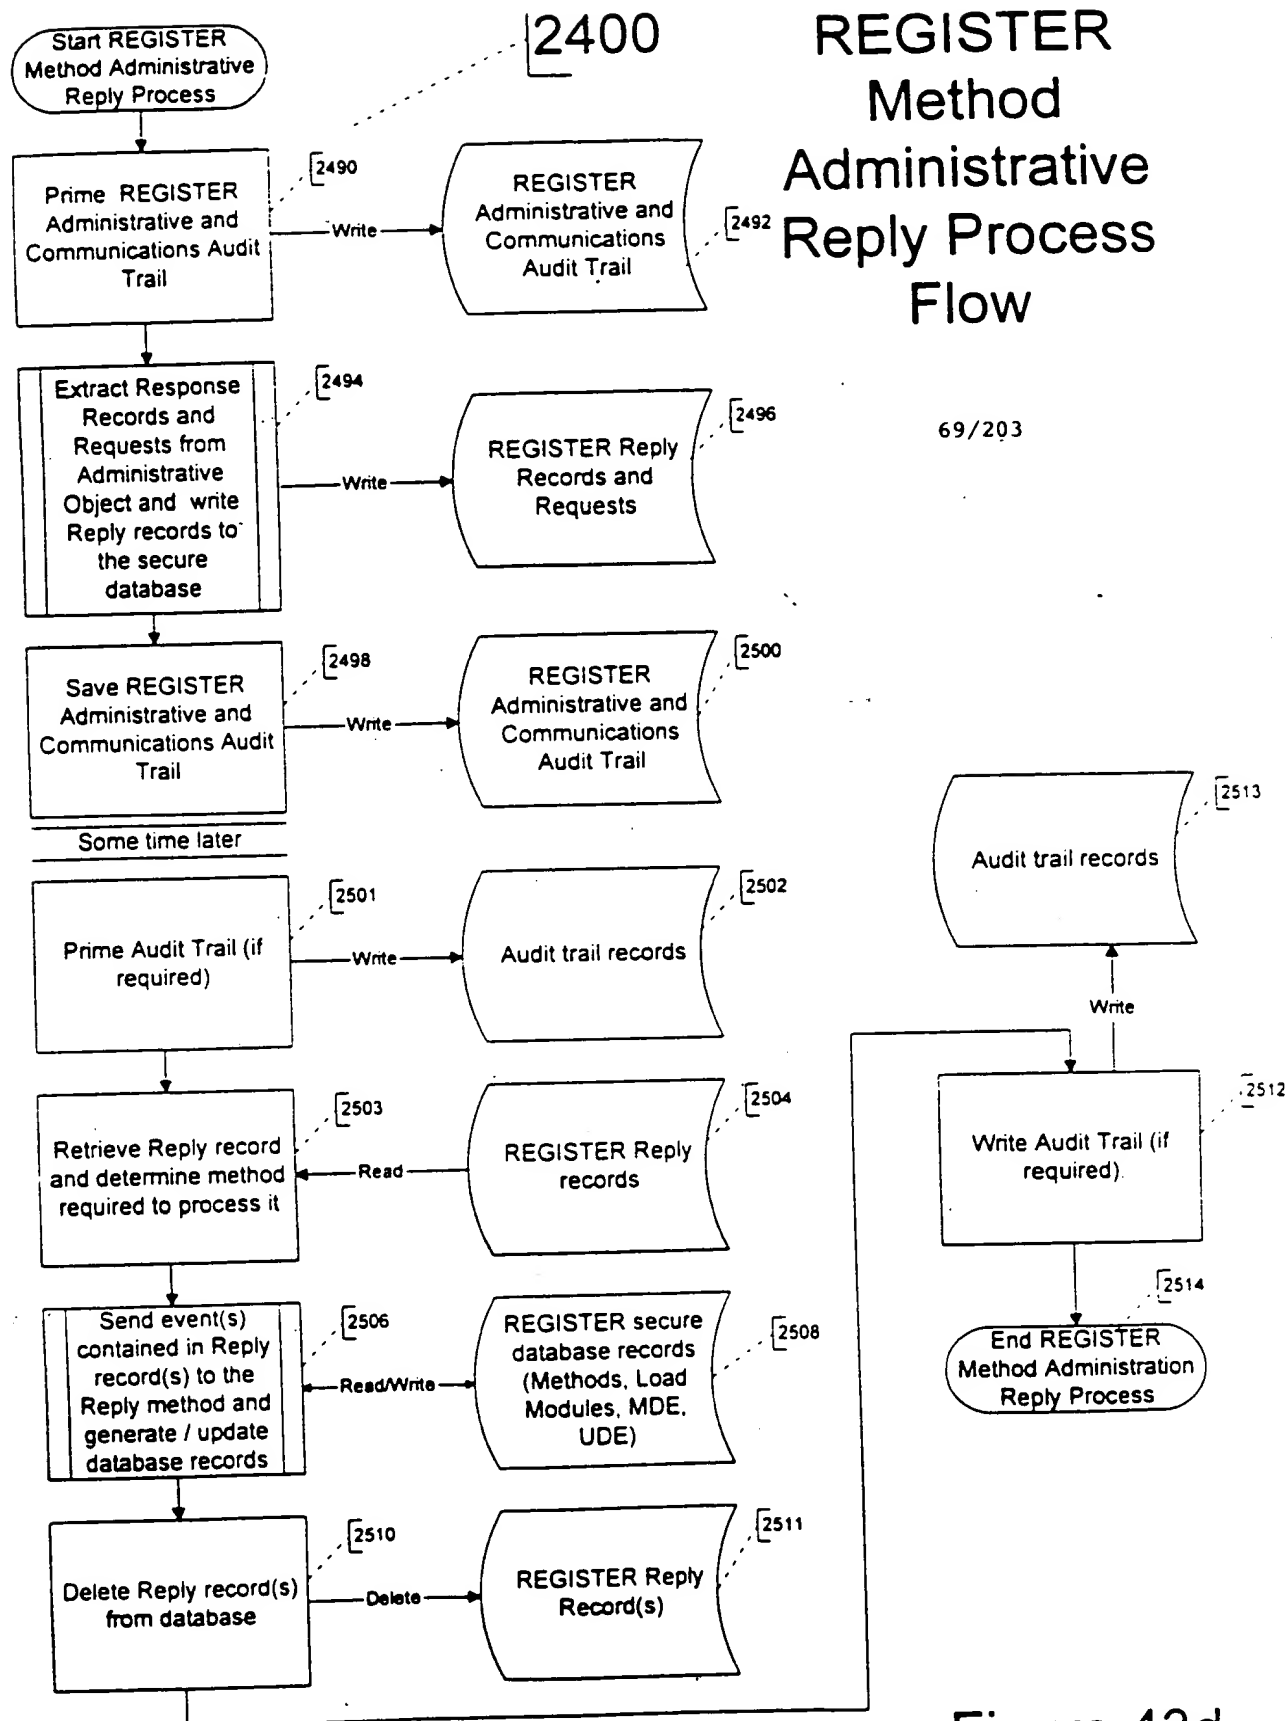 Start REGISTER
Method Administrative
Reply Process
2400
REGISTER
Method
Administrative
Reply Process
Flow
Prime REGISTER
Administrative and
Communications Audit
Trail
2490
Write
REGISTER
Administrative and
Communications
Audit Trail
2492
Extract Response
Records and
Requests from
Administrative
Object and write
Reply records to
the secure
database
2494
Write
REGISTER Reply
Records and
Requests
2496
69/203
Save REGISTER
Administrative and
Communications Audit
Trail
2498
Write
REGISTER
Administrative and
Communications
Audit Trail
2500
Some time later
Prime Audit Trail (if
required)
2501
Write
Audit trail records
2502
Retrieve Reply record
and determine method
required to process it
2503
Read
REGISTER Reply
records
2504
Send event(s)
contained in Reply
record(s) to the
Reply method and
generate / update
database records
2506
Read/Write
REGISTER secure
database records
(Methods, Load
Modules, MDE,
UDE)
2508
Delete Reply record(s)
from database
2510
Delete
REGISTER Reply
Record(s)
2511
Audit trail records
2513
Write
Write Audit Trail (if
required).
2512
2514
End REGISTER
Method Administration
Reply Process